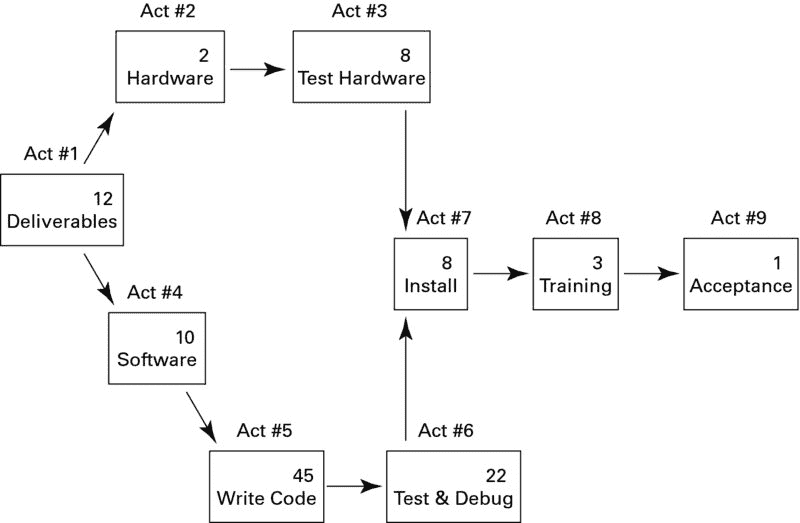 Act #2
2
Hardware
Act #3
8
Test Hardware
Act #1
12
Deliverables
Act #7
8
Install
Act #8
3
Training
Act #9
1
Acceptance
Act #4
10
Software
Act #5
45
Write Code
Act #6
22
Test & Debug